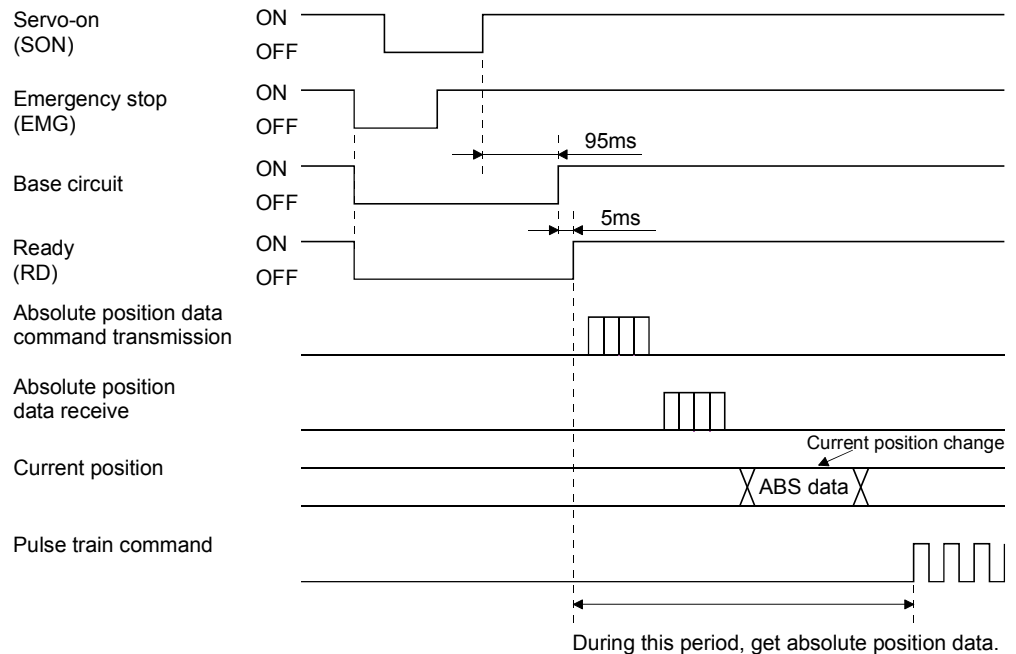 Servo-on
(SON)
ON
OFF
Emergency stop
(EMG)
ON
OFF
95ms
Base circuit
ON
OFF
5ms
Ready
(RD)
ON
OFF
Absolute position data
command transmission
Absolute position
data receive
Current position change
Current position
ABS data
Pulse train command
During this period, get absolute position data.